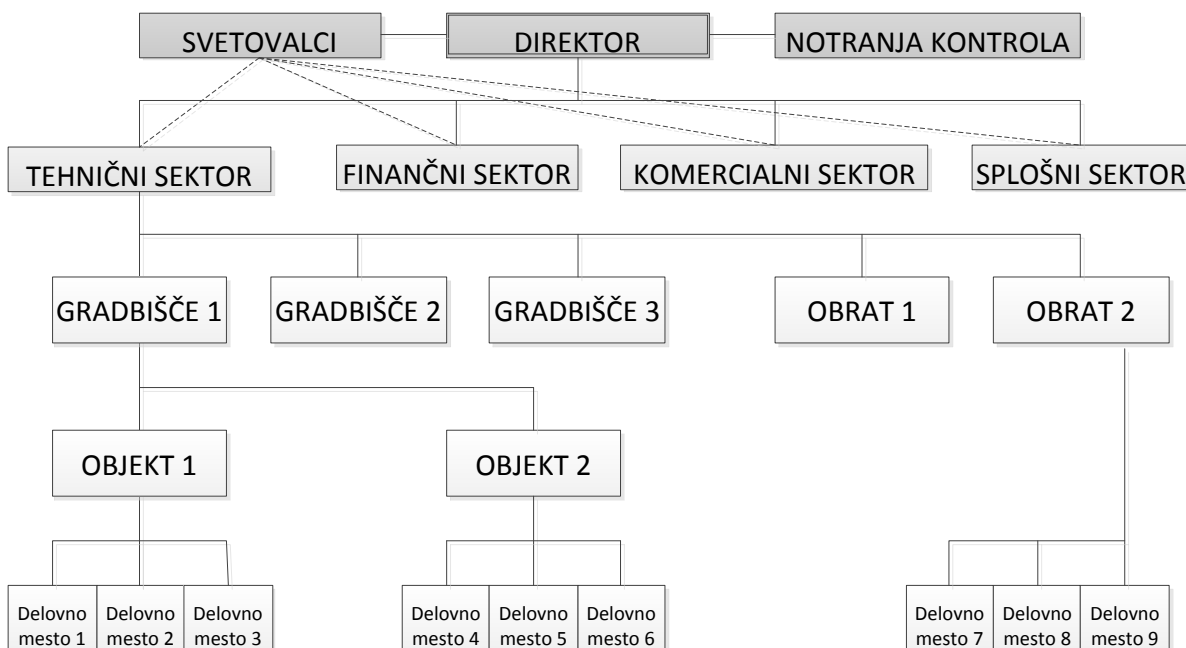 SVETOVALCI
DIREKTOR
NOTRANJA KONTROLA
TEHNIČNI SEKTOR
FINANČNI SEKTOR
KOMERCIALNI SEKTOR
SPLOŠNI SEKTOR
GRADBIŠČE 1
GRADBIŠČE 2
GRADBIŠČE 3
OBRAT 1
OBRAT 2
OBJEKT 1
OBJEKT 2
Delovno
mesto 1
Delovno
mesto 2
Delovno
mesto 3
Delovno
mesto 4
Delovno
mesto 5
Delovno
mesto 6
Delovno
mesto 7
Delovno
mesto 8
Delovno
mesto 9